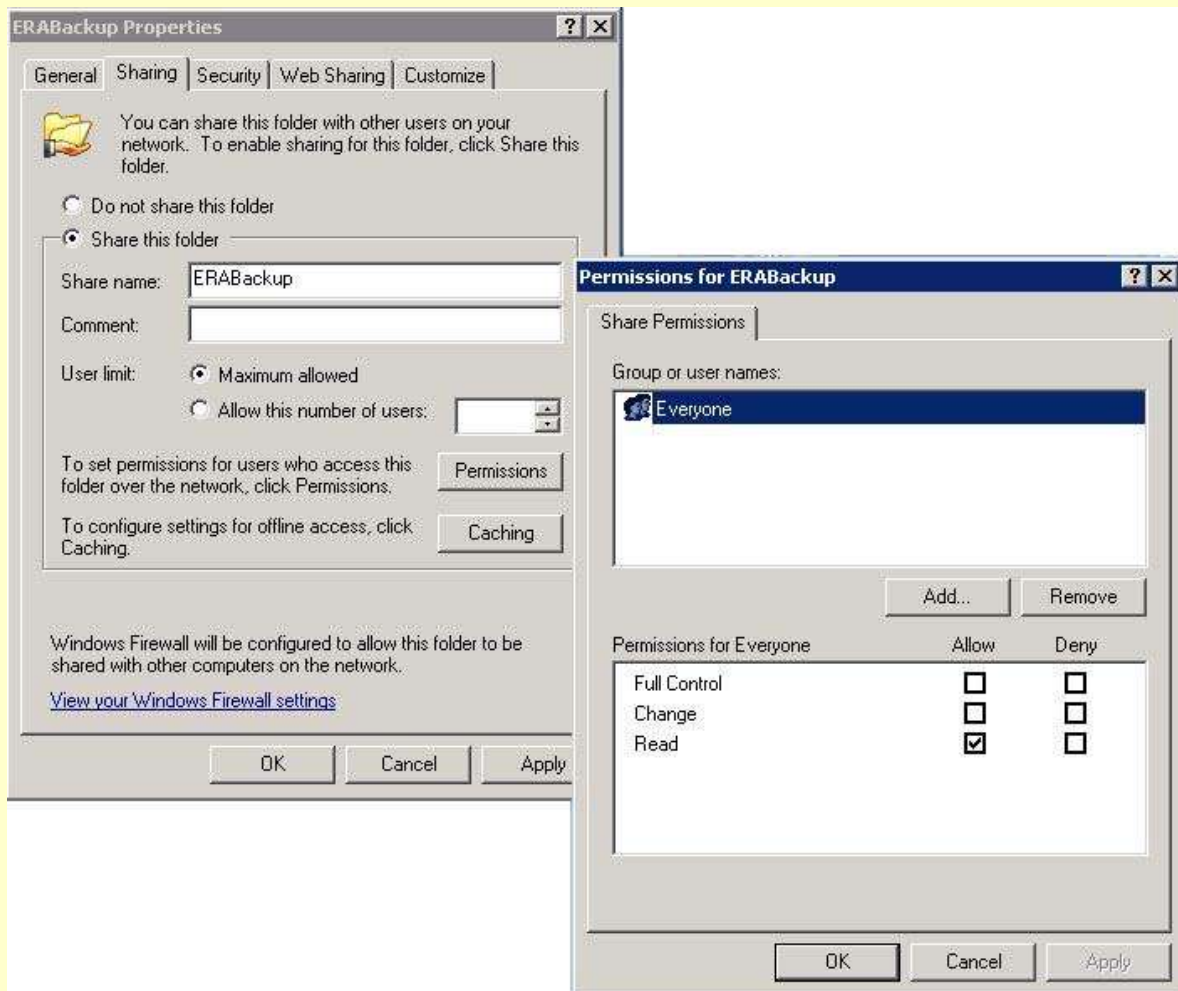 ERABackup Properties
General
Sharing
Security
Web Sharing
Customize
You can share this folder with other users on your
network. To enable sharing for this folder, click Share this
folder.
Do not share this folder
Share this folder
Share name:
ERABackup
Comment:
User limit:
Maximum allowed
Allow this number of users:
To set permissions for users who access this
folder over the network, click Permissions.
Permissions
To configure settings for offline access, click
Caching.
Caching
Windows Firewall will be configured to allow this folder to be
shared with other computers on the network.
View your Windows Firewall settings
OK
Cancel
Apply
Permissions for ERABackup
Share Permissions
Group or user names:
Everyone
Add...
Remove
Permissions for Everyone
Allow
Deny
Full Control
Change
Read
OK
Cancel
Apply